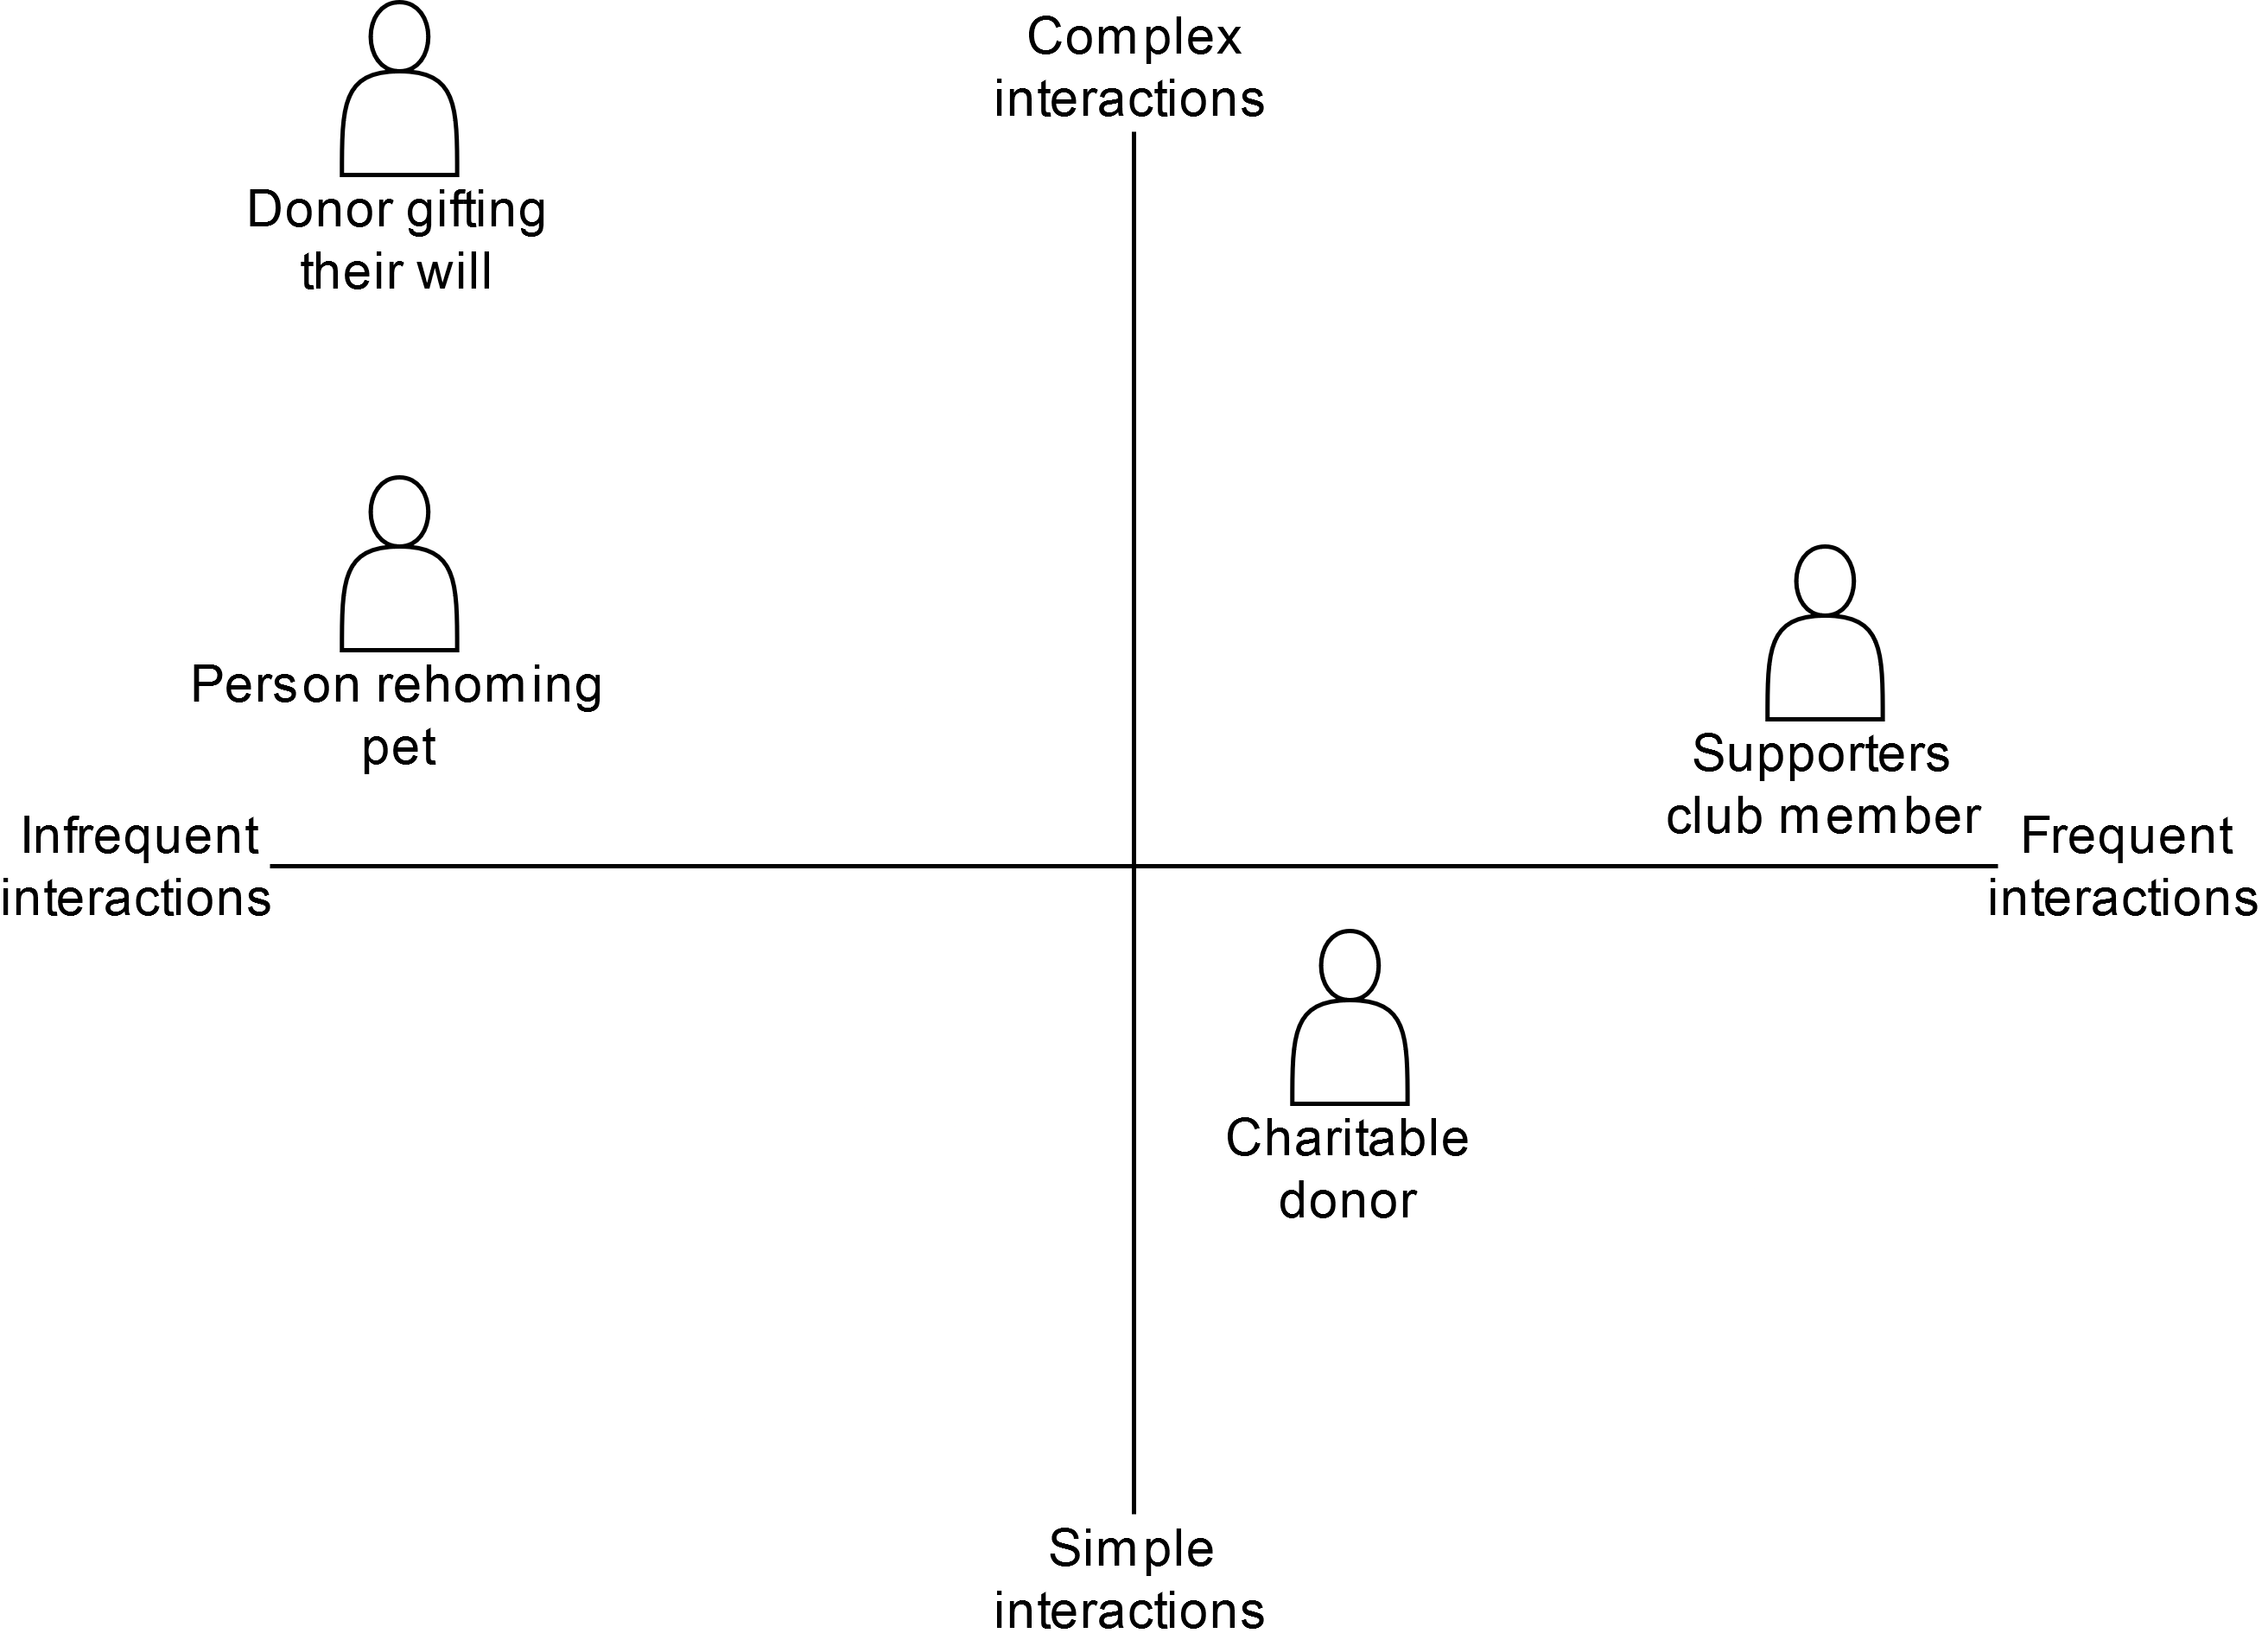 Complex
interactions
Donor gifting
their will
Person rehoming
pet
Supporters
club member
Infrequent
interactions
Frequent
interactions
Charitable
donor
Simple
interactions